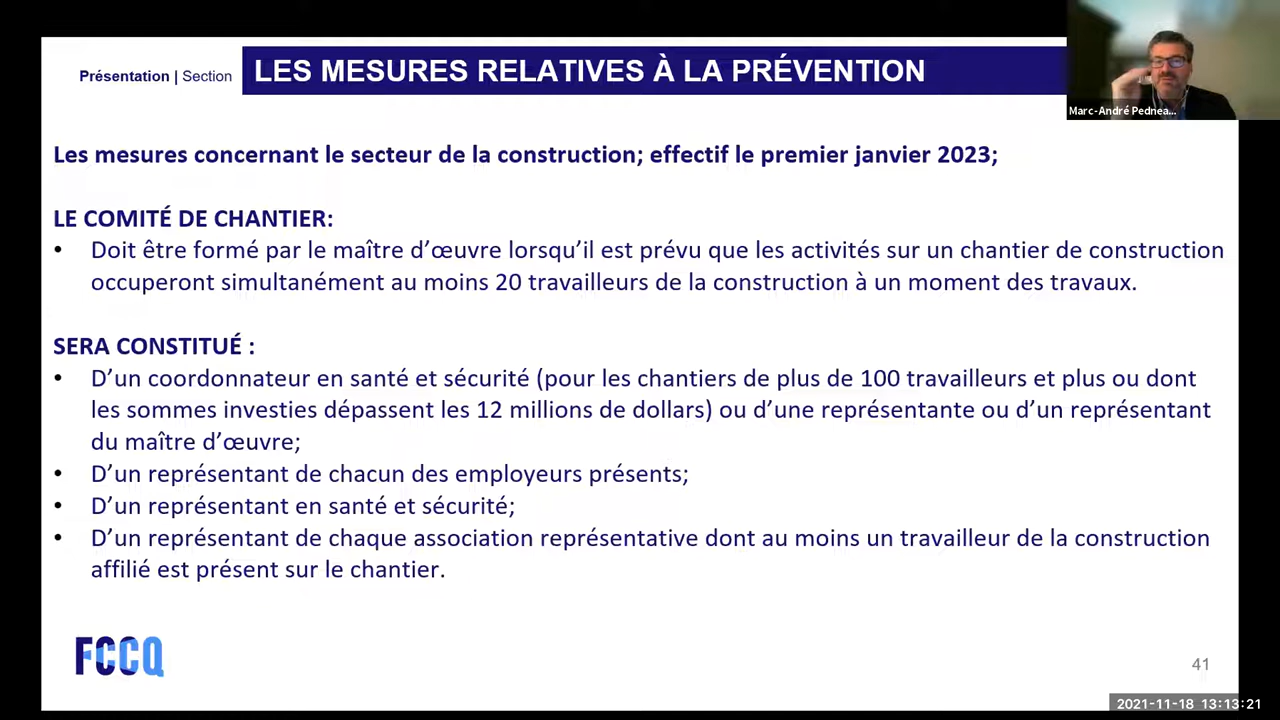 Présentation | Section
LES MESURES RELATIVES À LA PRÉVENTION
Marc-André Pednea...
Les mesures concernant le secteur de la construction; effectif le premier janvier 2023;
LE COMITÉ DE CHANTIER:
• Doit être formé par le maître d’œuvre lorsqu’il est prévu que les activités sur un chantier de construction
occuperont simultanément au moins 20 travailleurs de la construction à un moment des travaux.
SERA CONSTITUÉ :
• D’un coordonnateur en santé et sécurité (pour les chantiers de plus de 100 travailleurs et plus ou dont
les sommes investies dépassent les 12 millions de dollars) ou d’une représentante ou d’un représentant
du maître d’œuvre;
• D’un représentant de chacun des employeurs présents;
• D’un représentant en santé et sécurité;
• D’un représentant de chaque association représentative dont au moins un travailleur de la construction
affilié est présent sur le chantier.
FCCQ
41
2021-11-18 13:13:21